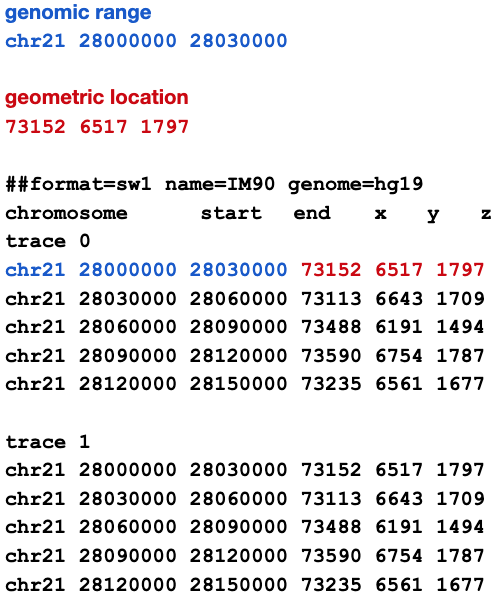 genomic range
chr21 28000000 28030000
geometric location
73152 6517 1797
##format=sw1 name=IM90 genome=hg19
chromosome start end x y z
trace 0
chr21 28000000 28030000 73152 6517 1797
chr21 28030000 28060000 73113 6643 1709
chr21 28060000 28090000 73488 6191 1494
chr21 28090000 28120000 73590 6754 1787
chr21 28120000 28150000 73235 6561 1677
trace 1
chr21 28000000 28030000 73152 6517 1797
chr21 28030000 28060000 73113 6643 1709
chr21 28060000 28090000 73488 6191 1494
chr21 28090000 28120000 73590 6754 1787
chr21 28120000 28150000 73235 6561 1677